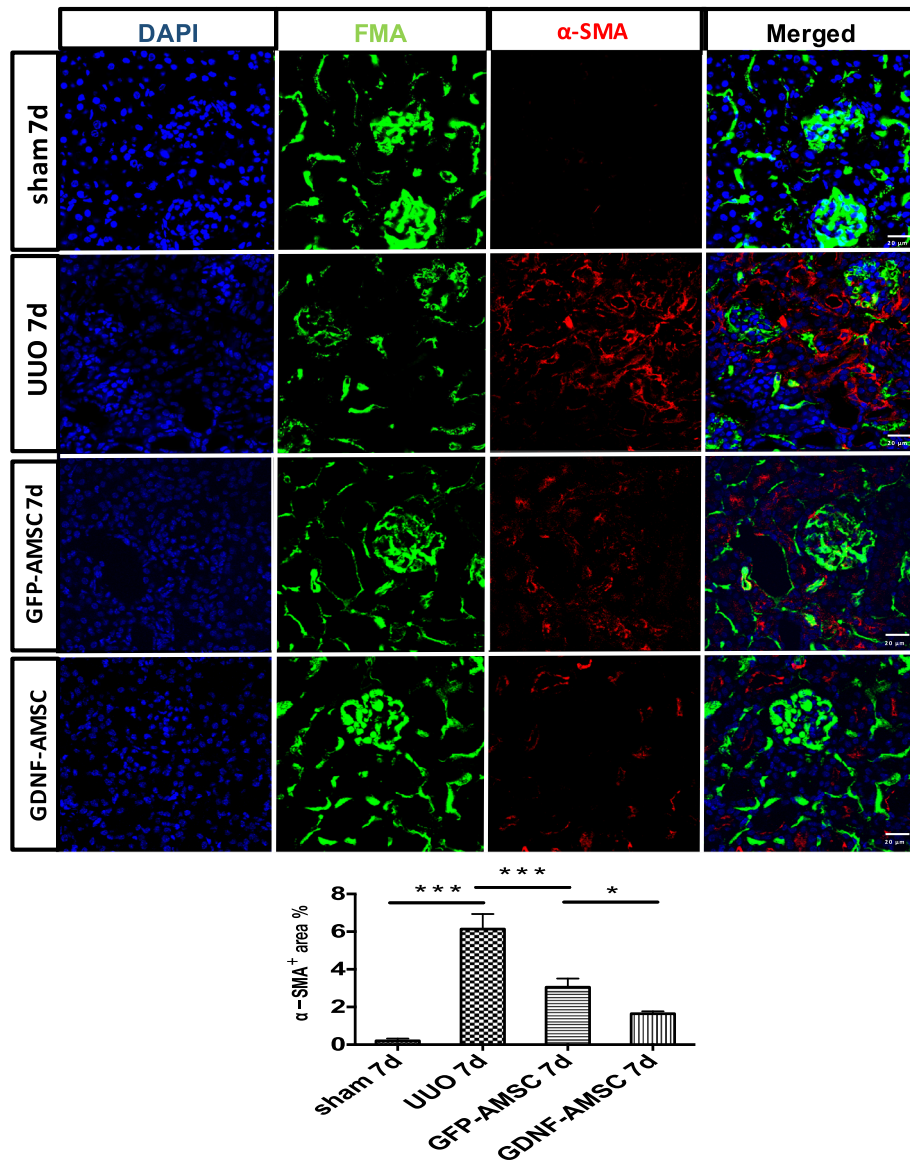 DAPI FMA α-SMA Merged
sham 7d
20 µm
UUO 7d
20 µm
GFP-AMSC 7d
20 µm
GDNF-AMSC
20 µm
*** *** *
α-SMA⁺ area %
8
6
4
2
0
sham 7d UUO 7d GFP-AMSC 7d GDNF-AMSC 7d